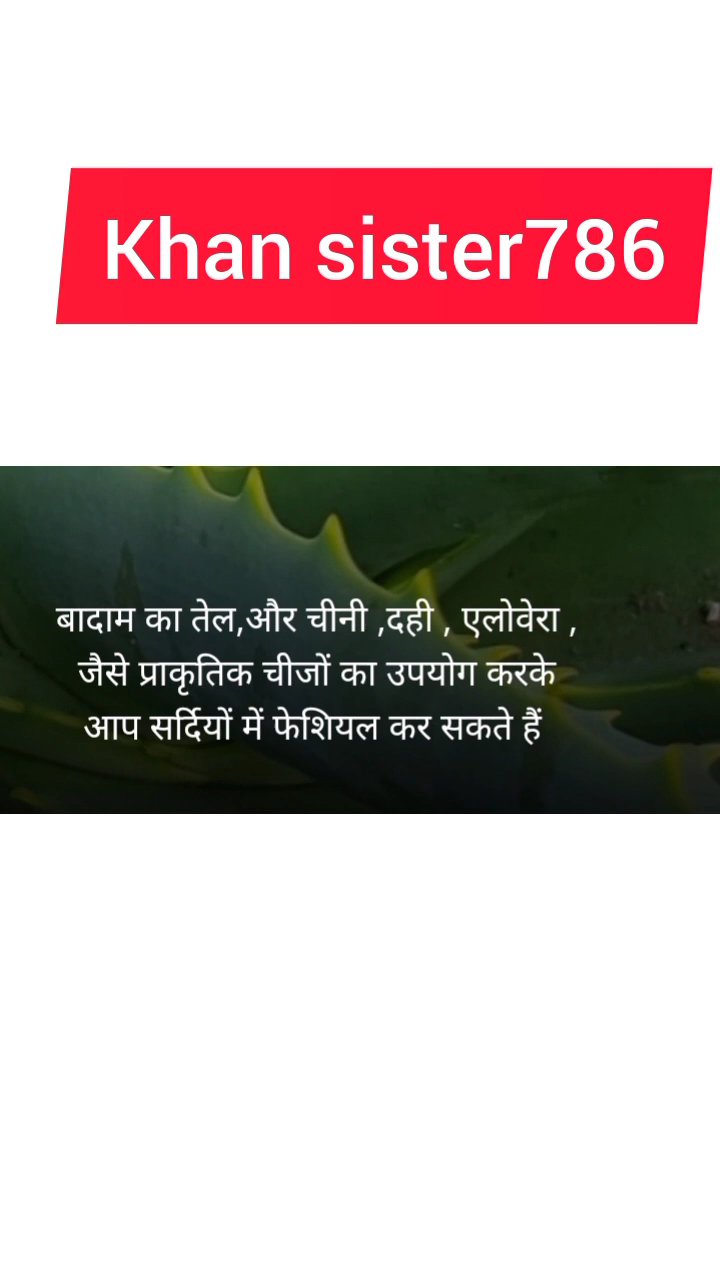 Khan sister786
बादाम का तेल,और चीनी ,दही , एलोवेरा ,
जैसे प्राकृतिक चीजों का उपयोग करके
आप सर्दियों में फेशियल कर सकते हैं